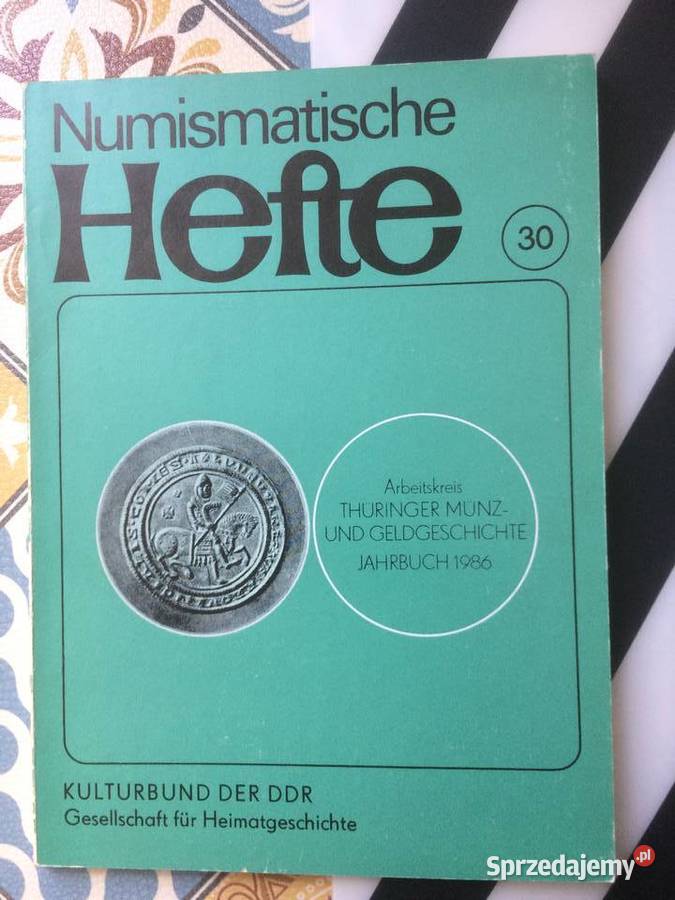 Numismatische
Hefte
30
Arbeitskreis
THÜRINGER MÜNZ-
UND GELDGESCHICHTE
JAHRBUCH 1986
KULTURBUND DER DDR
Gesellschaft für Heimatgeschichte
Sprzedajemy.pl